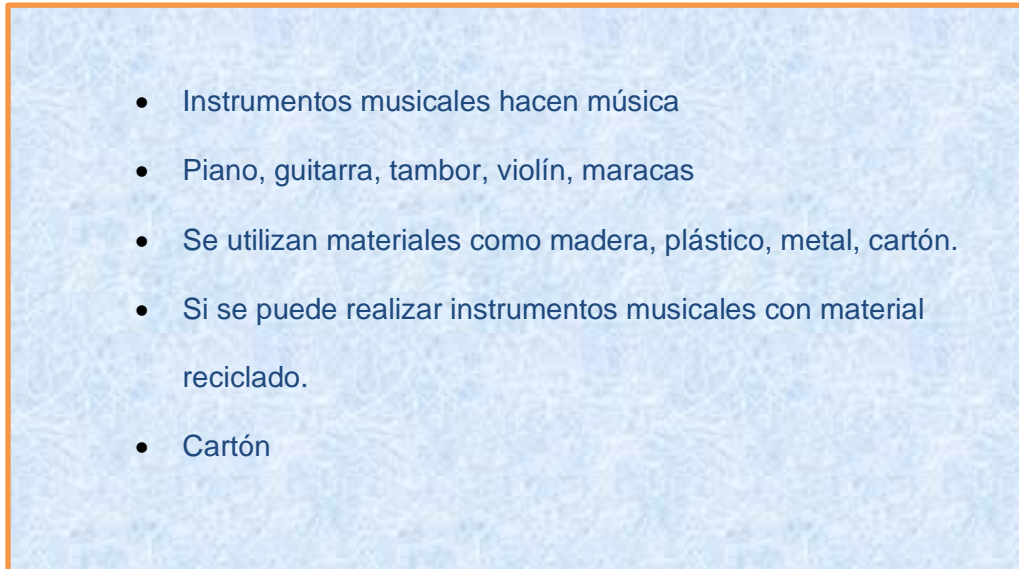 • Instrumentos musicales hacen música
• Piano, guitarra, tambor, violín, maracas
• Se utilizan materiales como madera, plástico, metal, cartón.
• Si se puede realizar instrumentos musicales con material
reciclado.
• Cartón